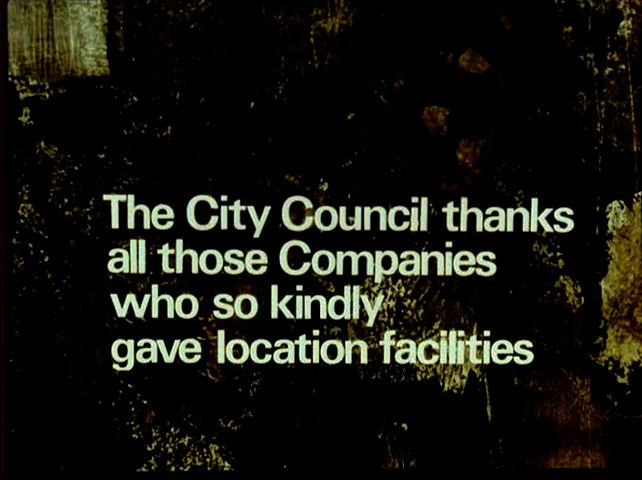 The City Council thanks
all those Companies
who so kindly
gave location facilities